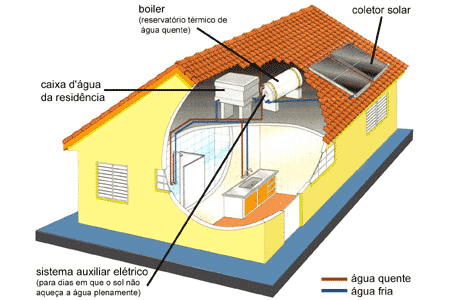 boiler
(reservatório térmico de
água quente)
coletor solar
caixa d'água
da residência
sistema auxiliar elétrico
(para dias em que o sol não
aqueça a água plenamente)
água quente
água fria